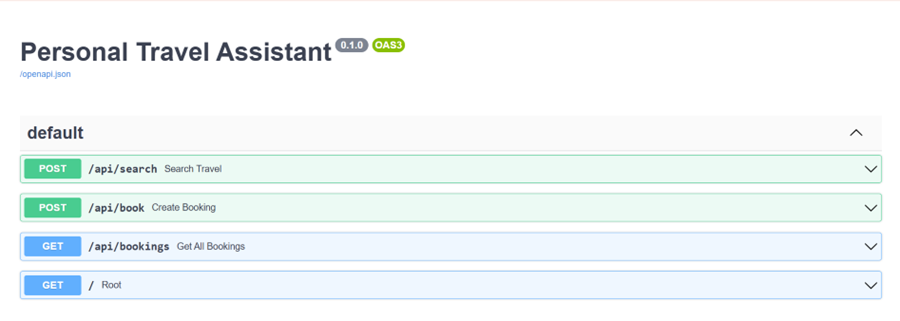 Personal Travel Assistant 0.1.0 OAS3
/openapi.json
default
POST /api/search Search Travel
POST /api/book Create Booking
GET /api/bookings Get All Bookings
GET / Root